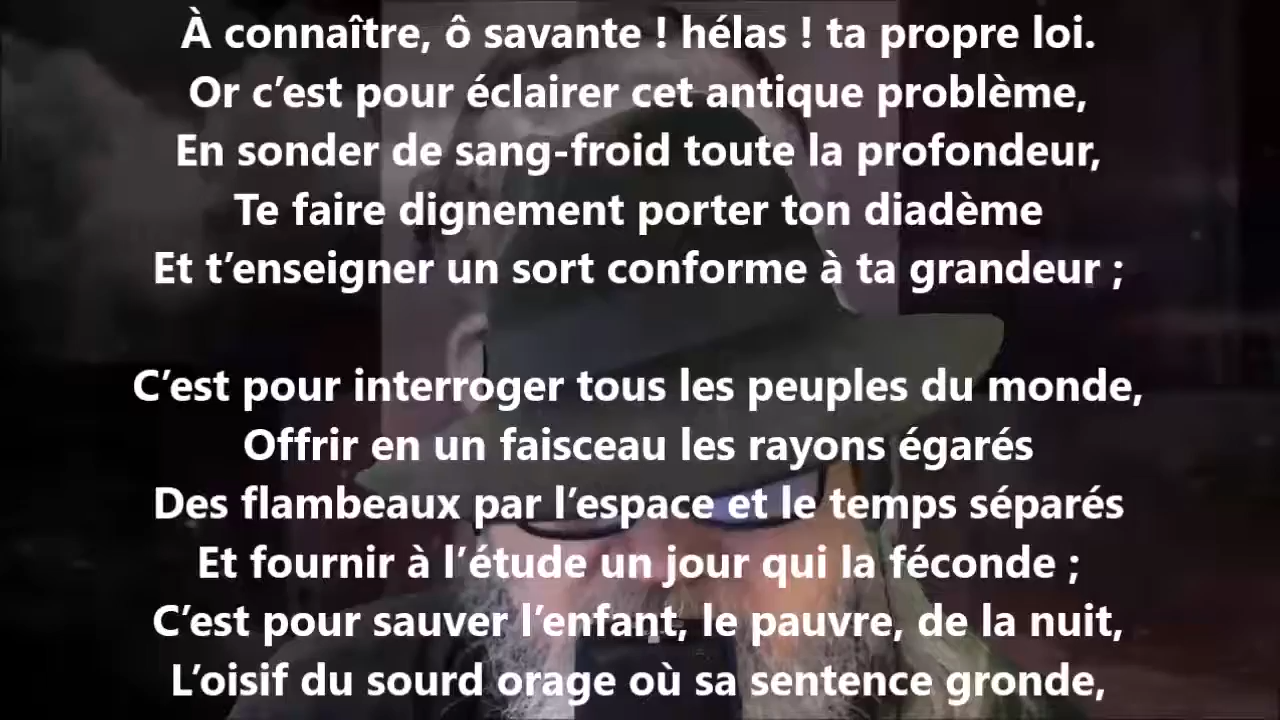 À connaître, ô savante ! hélas ! ta propre loi.
Or c’est pour éclairer cet antique problème,
En sonder de sang-froid toute la profondeur,
Te faire dignement porter ton diadème
Et t’enseigner un sort conforme à ta grandeur ;
C’est pour interroger tous les peuples du monde,
Offrir en un faisceau les rayons égarés
Des flambeaux par l’espace et le temps séparés
Et fournir à l’étude un jour qui la féconde ;
C’est pour sauver l’enfant, le pauvre, de la nuit,
L’oisif du sourd orage où sa sentence gronde,